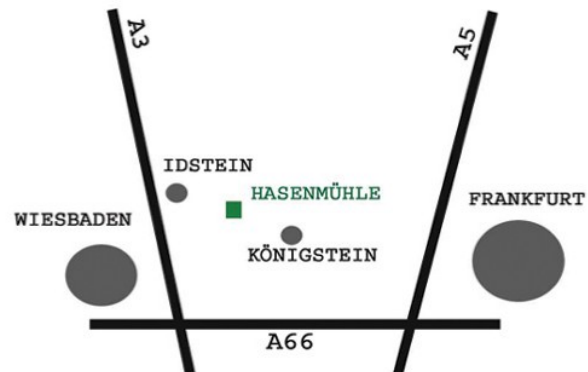 A3
A5
IDSTEIN
HASENMÜHLE
FRANKFURT
WIESBADEN
KÖNIGSTEIN
A66